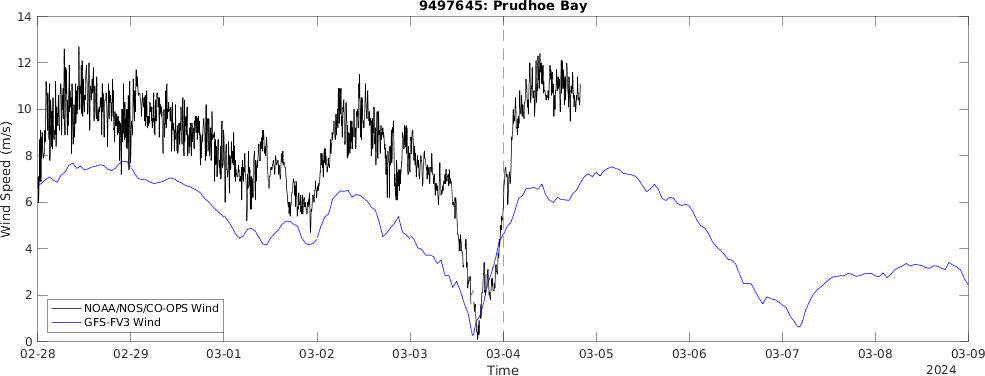 9497645: Prudhoe Bay
14
12
10
8
6
4
2
0
Wind Speed (m/s)
NOAA/NOS/CO-OPS Wind
GFS-FV3 Wind
02-28 02-29 03-01 03-02 03-03 03-04 03-05 03-06 03-07 03-08 03-09
Time
2024